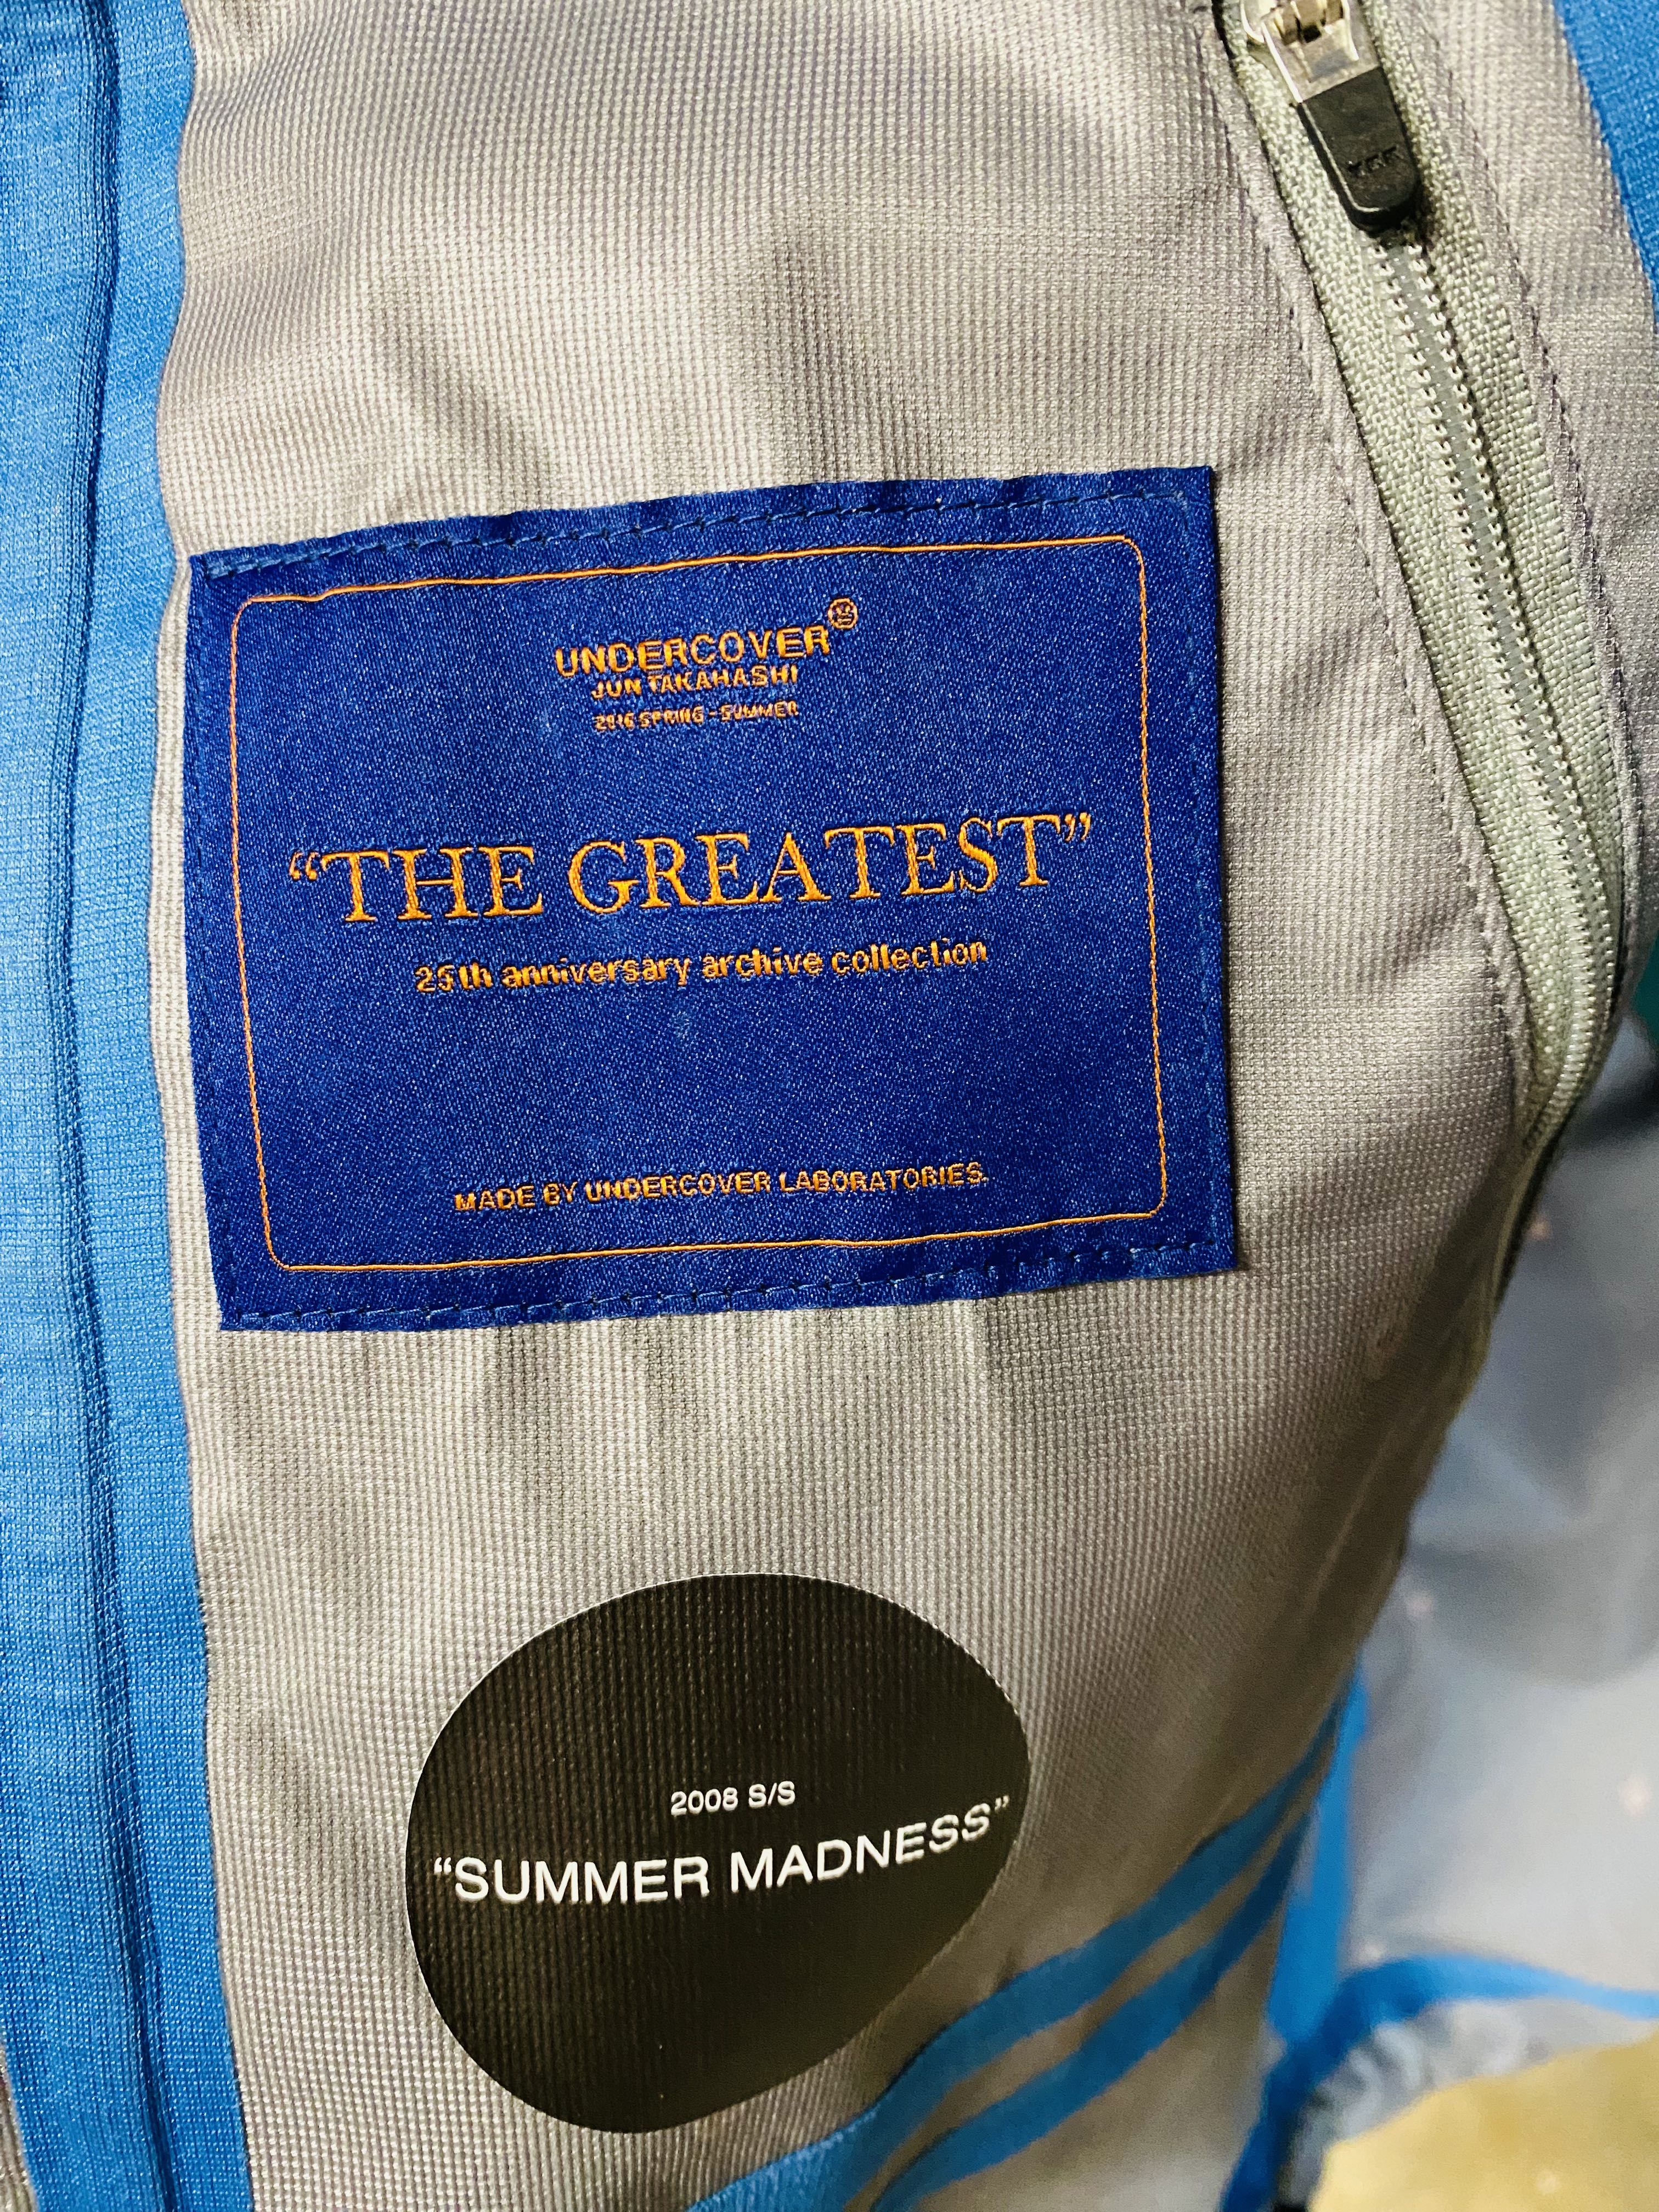 YKK
UNDERCOVER
JUN TAKAHASHI
2016 SPRING - SUMMER
“THE GREATEST”
25th anniversary archive collection
MADE BY UNDERCOVER LABORATORIES.
2008 S/S
“SUMMER MADNESS”